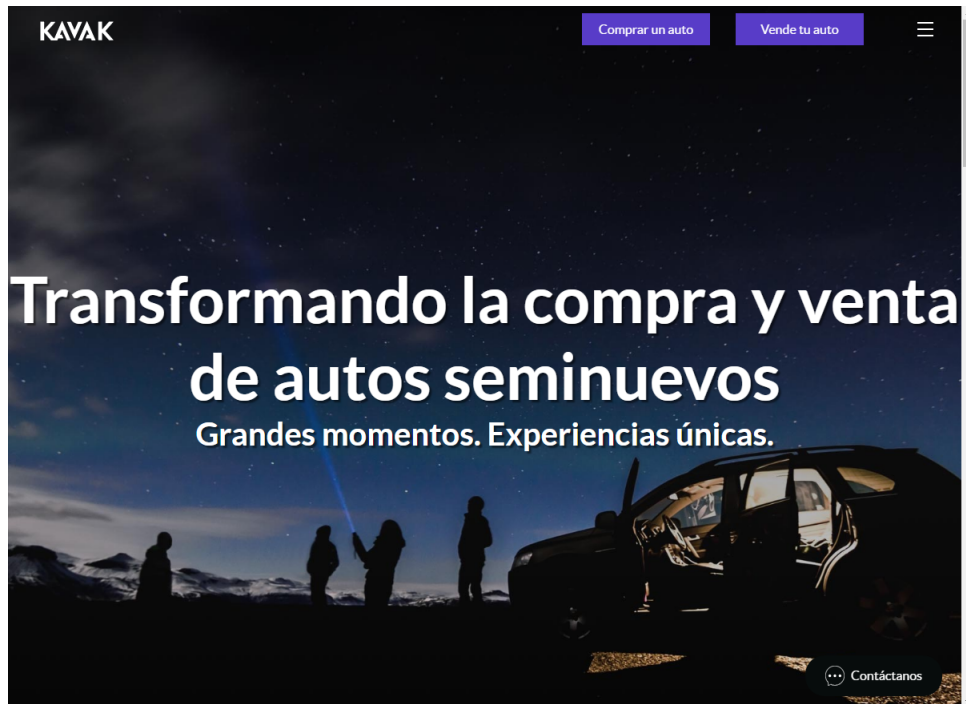 KAVAK
Comprar un auto
Vende tu auto
Transformando la compra y venta
de autos seminuevos
Grandes momentos. Experiencias únicas.
Contáctanos